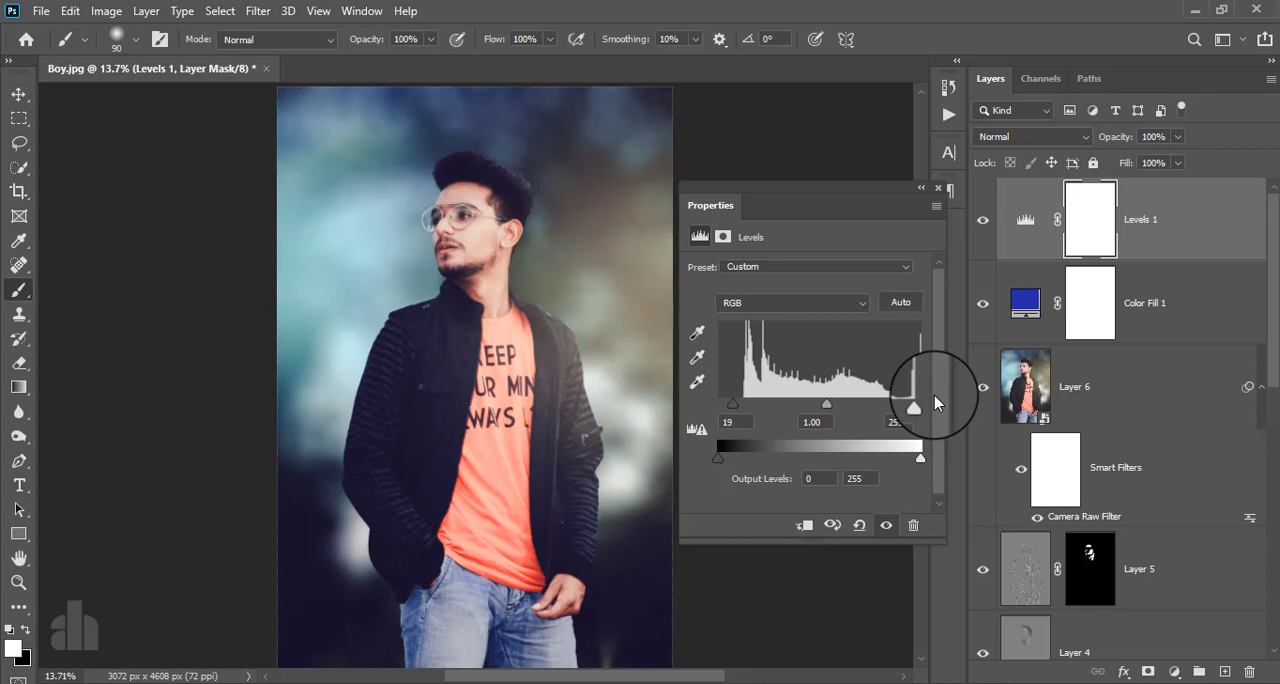 Ps File Edit Image Layer Type Select Filter 3D View Window Help
90 Mode: Normal Opacity: 100% Flow: 100% Smoothing: 10% 0°
Boy.jpg @ 13.7% (Levels 1, Layer Mask/8) * ×
Layers Channels Paths
Kind
Normal Opacity: 100%
Lock: Fill: 100%
Levels 1
Color Fill 1
Layer 6
Smart Filters
Camera Raw Filter
Layer 5
Layer 4
Properties
Levels
Preset: Custom
RGB Auto
19 1.00
Output Levels: 0 255
KEEP
UR MIN
WAYS
ah
13.71% 3072 px x 4608 px (72 ppi)